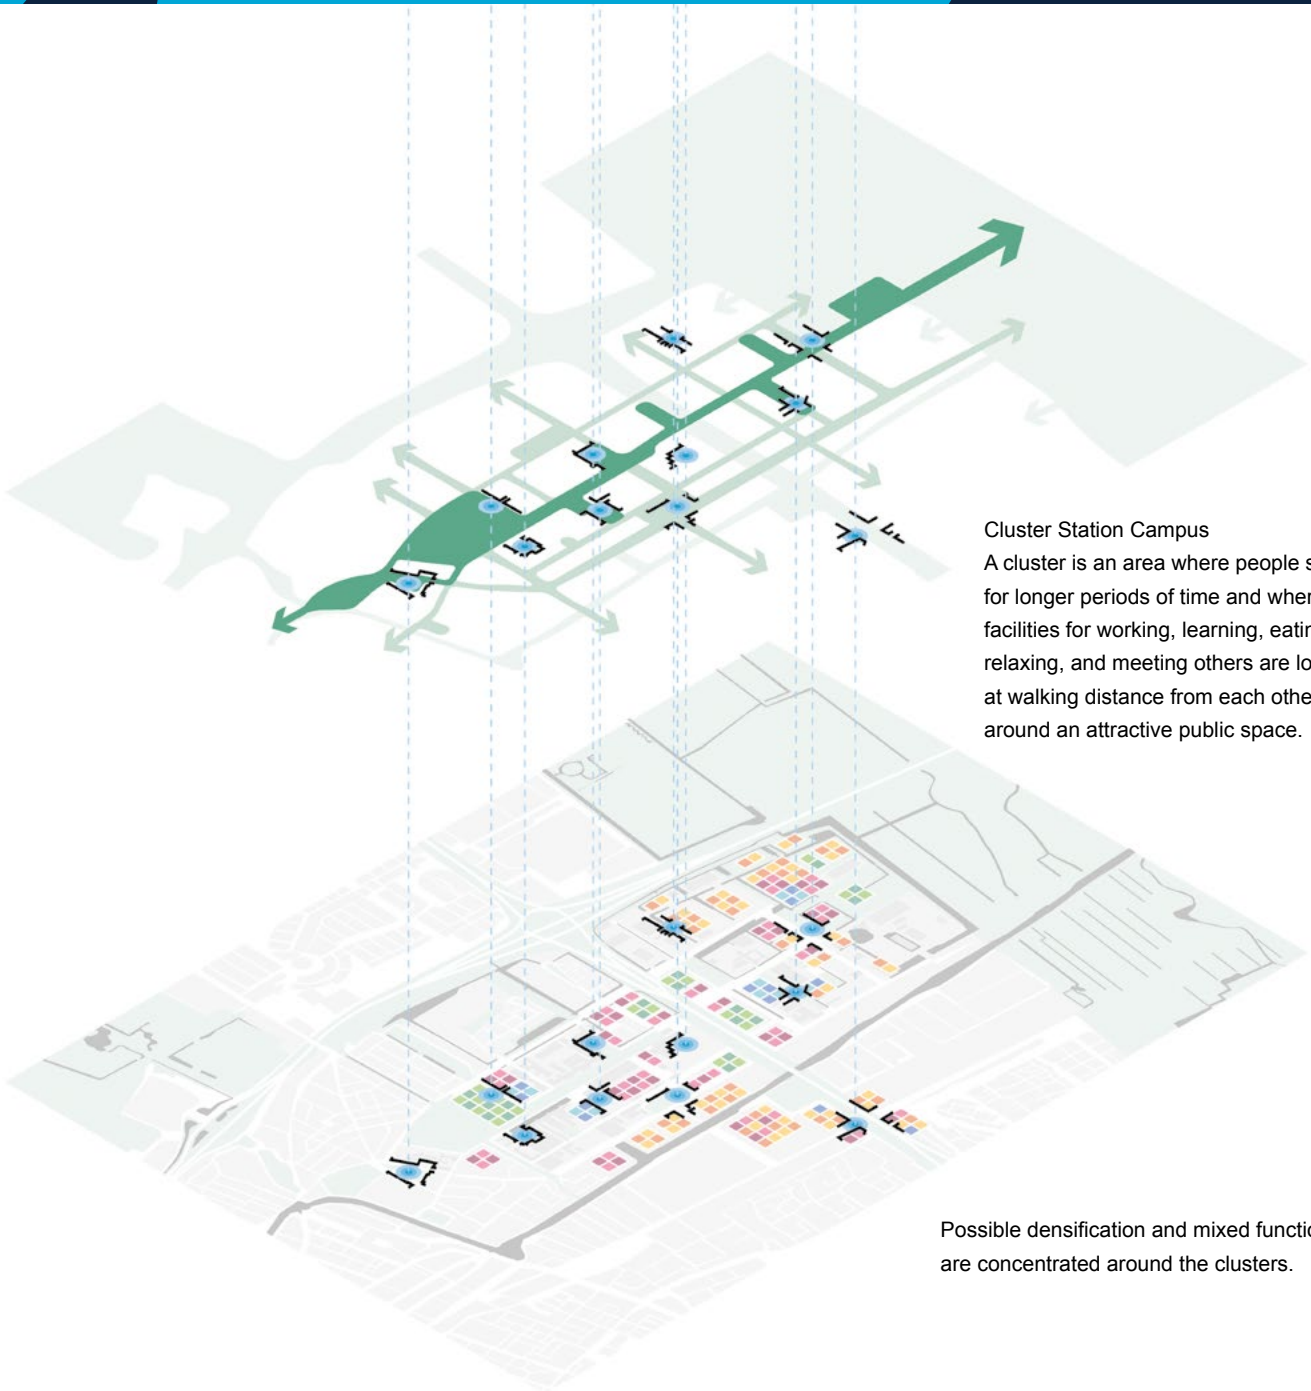 Cluster Station Campus
A cluster is an area where people s
for longer periods of time and wher
facilities for working, learning, eatin
relaxing, and meeting others are lo
at walking distance from each othe
around an attractive public space.
Possible densification and mixed functio
are concentrated around the clusters.